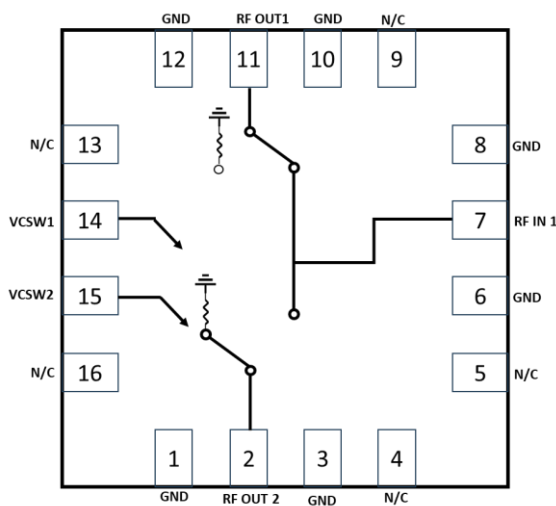 GND RF OUT1 GND N/C
12 11 10 9
N/C 13 8 GND
VCSW1 14 7 RF IN 1
VCSW2 15 6 GND
N/C 16 5 N/C
1 2 3 4
GND RF OUT 2 GND N/C